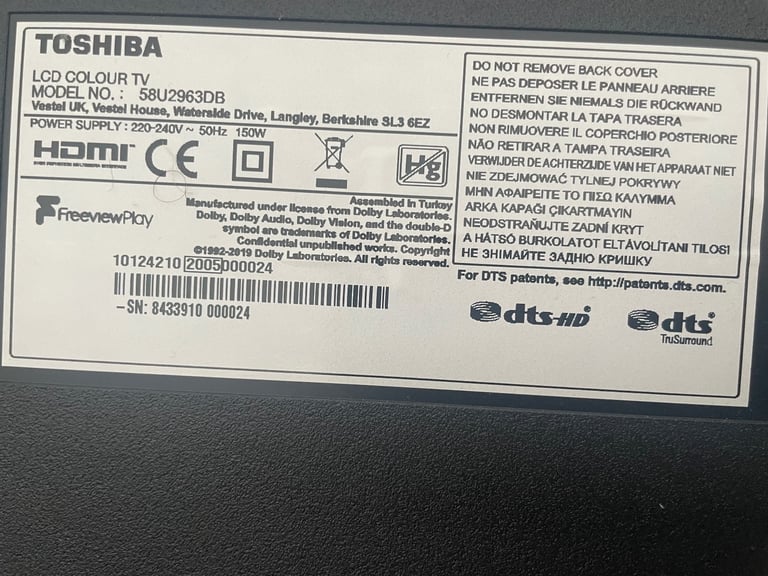 TOSHIBA
LCD COLOUR TV
MODEL NO. : 58U2963DB
Vestel UK, Vestel House, Waterside Drive, Langley, Berkshire SL3 6EZ
POWER SUPPLY : 220-240V ~ 50Hz 150W
HDMI
HIGH-DEFINITION MULTIMEDIA INTERFACE
CE
Hg
Assembled in Turkey
FreeviewPlay
Manufactured under license from Dolby Laboratories.
Dolby, Dolby Audio, Dolby Vision, and the double-D
symbol are trademarks of Dolby Laboratories.
Confidential unpublished works. Copyright
©1992-2019 Dolby Laboratories. All rights reserved.
10124210 2005 000024
-SN: 8433910 000024
DO NOT REMOVE BACK COVER
NE PAS DEPOSER LE PANNEAU ARRIERE
ENTFERNEN SIE NIEMALS DIE RÜCKWAND
NO DESMONTAR LA TAPA TRASERA
NON RIMUOVERE IL COPERCHIO POSTERIORE
NÃO RETIRAR A TAMPA TRASEIRA
VERWIJDER DE ACHTERZIJDE VAN HET APPARAAT NIET
NIE ZDEJMOWAĆ TYLNEJ POKRYWY
ΜΗΝ ΑΦΑΙΡΕΙΤΕ ΤΟ ΠΙΣΩ ΚΑΛΥΜΜΑ
ARKA KAPAĞI ÇIKARTMAYIN
NEODSTRAŇUJTE ZADNÍ KRYT
A HÁTSÓ BURKOLATOT ELTÁVOLÍTANI TILOS!
НЕ ЗНІМАЙТЕ ЗАДНЮ КРИШКУ
For DTS patents, see http://patents.dts.com.
dts-HD
dts
TruSurround